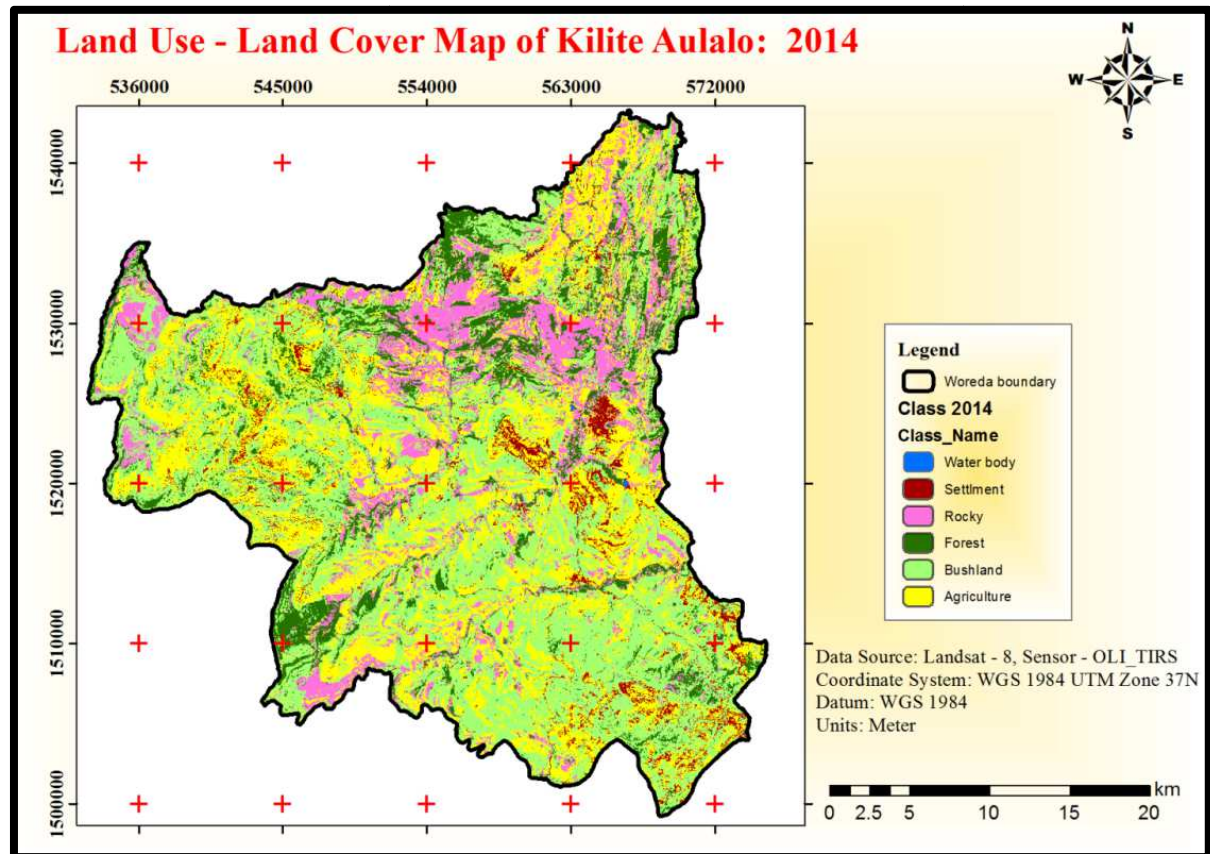 Land Use - Land Cover Map of Kilite Aulalo: 2014
N
W
E
S
536000
545000
554000
563000
572000
1540000
1530000
1520000
1510000
1500000
Legend
Woreda boundary
Class 2014
Class_Name
Water body
Settlment
Rocky
Forest
Bushland
Agriculture
Data Source: Landsat - 8, Sensor - OLI_TIRS
Coordinate System: WGS 1984 UTM Zone 37N
Datum: WGS 1984
Units: Meter
km
0 2.5 5 10 15 20